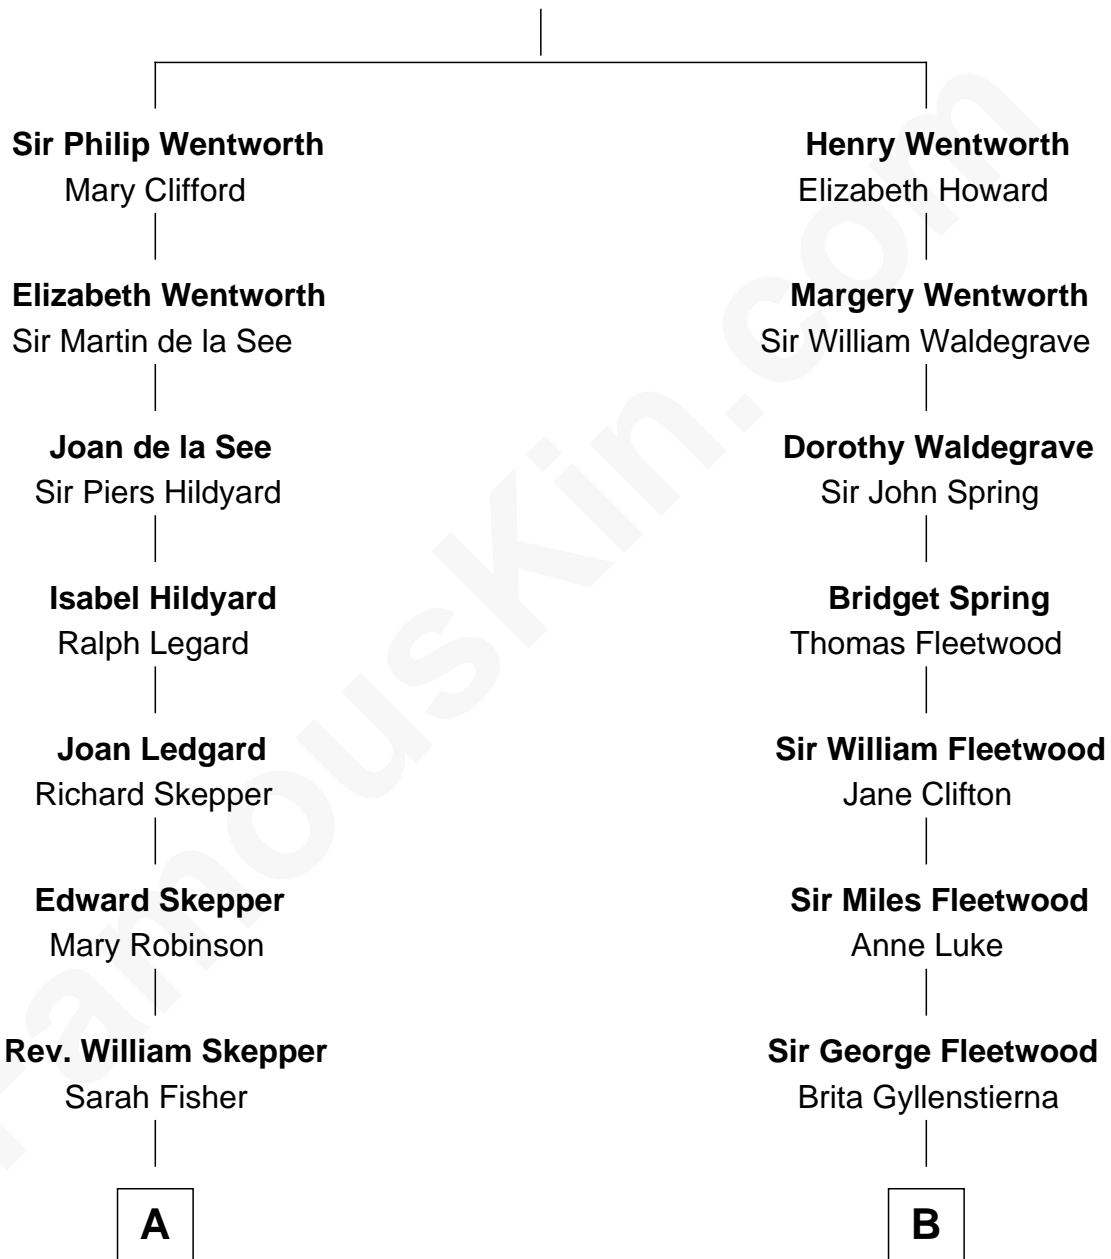 Sir Philip Wentworth
Mary Clifford
Elizabeth Wentworth
Sir Martin de la See
Joan de la See
Sir Piers Hildyard
Isabel Hildyard
Ralph Legard
Joan Ledgard
Richard Skepper
Edward Skepper
Mary Robinson
Rev. William Skepper
Sarah Fisher
A
Henry Wentworth
Elizabeth Howard
Margery Wentworth
Sir William Waldegrave
Dorothy Waldegrave
Sir John Spring
Bridget Spring
Thomas Fleetwood
Sir William Fleetwood
Jane Clifton
Sir Miles Fleetwood
Anne Luke
Sir George Fleetwood
Brita Gyllenstierna
B
FamousKin.com